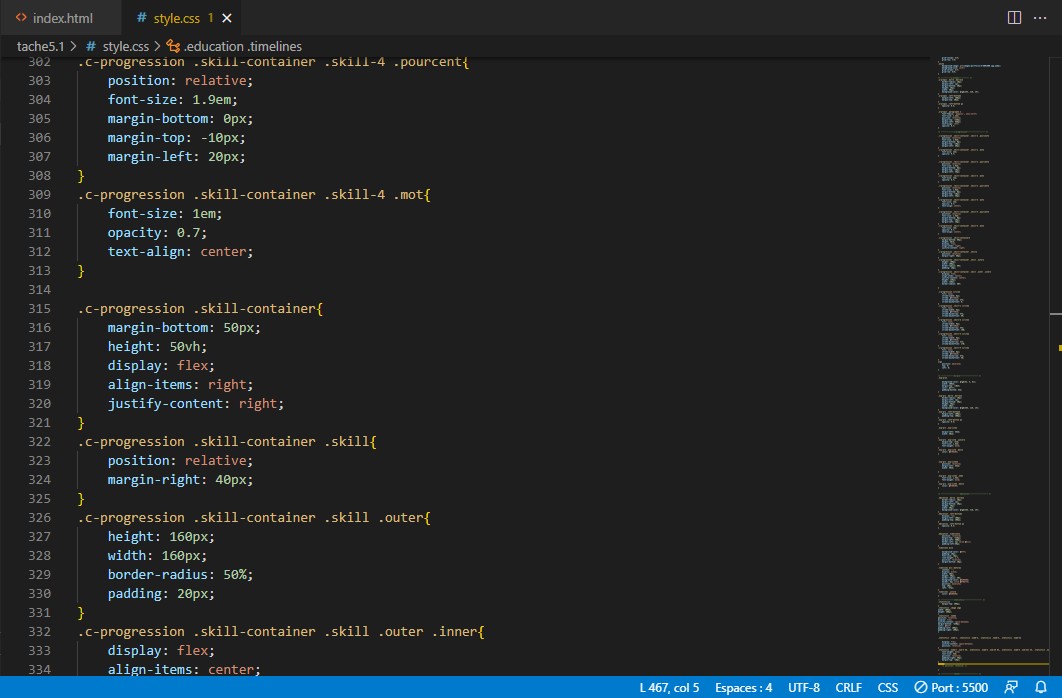 index.html
# style.css 1
tache5.1 > # style.css > .education .timelines
302 .c-progression .skill-container .skill-4 .pourcent{
303 position: relative;
304 font-size: 1.9em;
305 margin-bottom: 0px;
306 margin-top: -10px;
307 margin-left: 20px;
308 }
309 .c-progression .skill-container .skill-4 .mot{
310 font-size: 1em;
311 opacity: 0.7;
312 text-align: center;
313 }
314
315 .c-progression .skill-container{
316 margin-bottom: 50px;
317 height: 50vh;
318 display: flex;
319 align-items: right;
320 justify-content: right;
321 }
322 .c-progression .skill-container .skill{
323 position: relative;
324 margin-right: 40px;
325 }
326 .c-progression .skill-container .skill .outer{
327 height: 160px;
328 width: 160px;
329 border-radius: 50%;
330 padding: 20px;
331 }
332 .c-progression .skill-container .skill .outer .inner{
333 display: flex;
334 align-items: center;
L 467, col 5 Espaces : 4 UTF-8 CRLF CSS Port : 5500